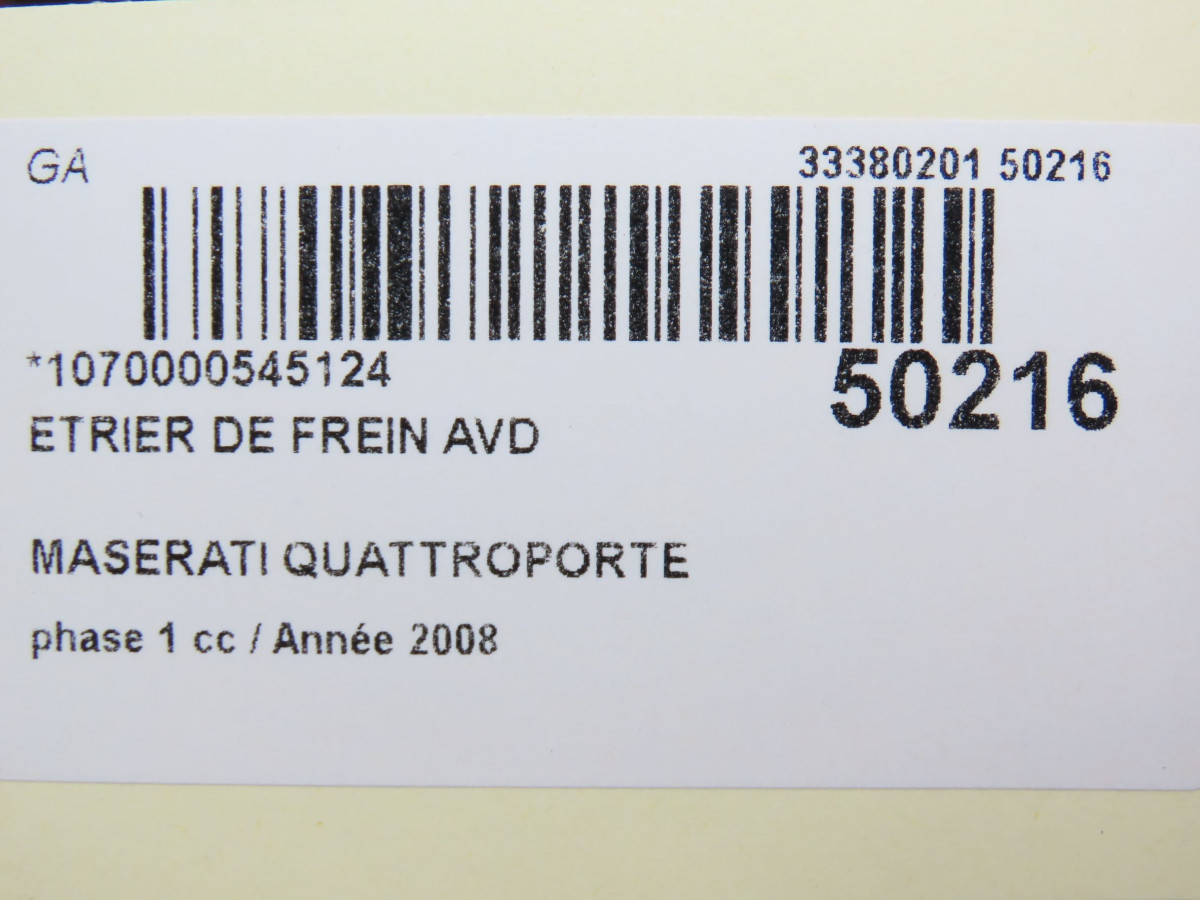 GA
33380201 50216
*1070000545124
50216
ETRIER DE FREIN AVD
MASERATI QUATTROPORTE
phase 1 cc / Année 2008